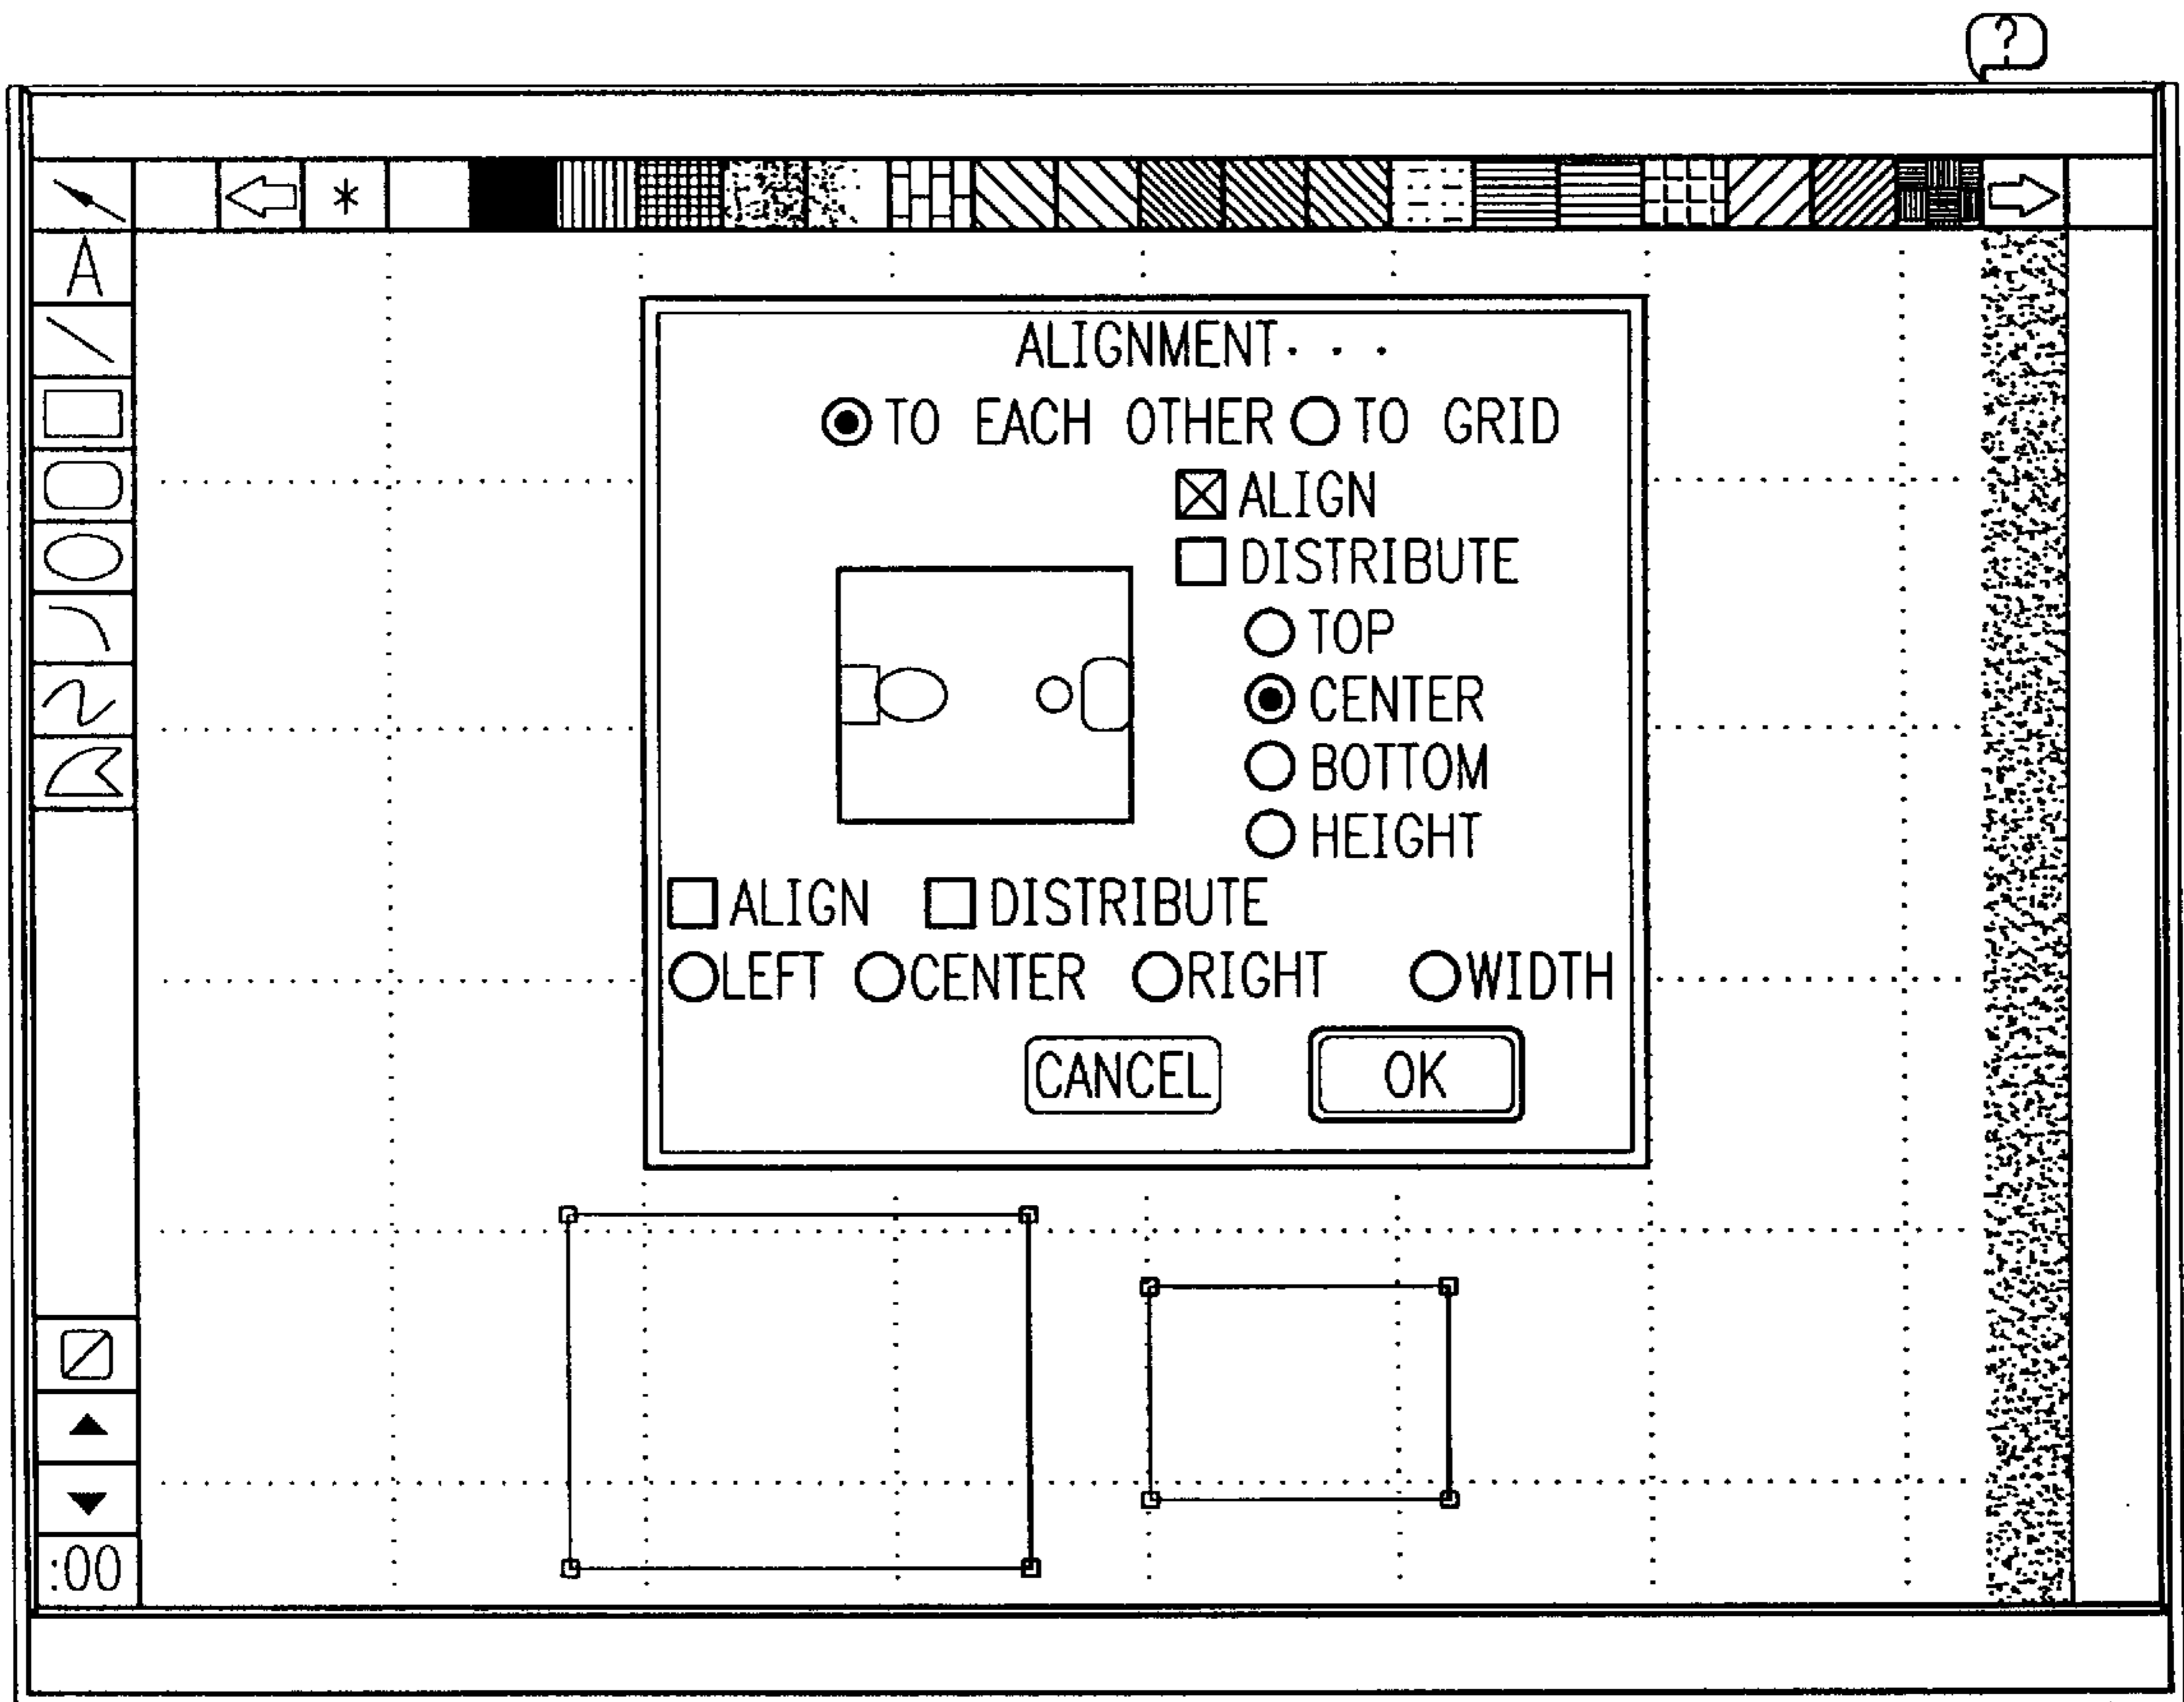 ?
*
A
ALIGNMENT...
TO EACH OTHER TO GRID
ALIGN
DISTRIBUTE
TOP
CENTER
BOTTOM
HEIGHT
ALIGN DISTRIBUTE
LEFT CENTER RIGHT WIDTH
CANCEL OK
:00